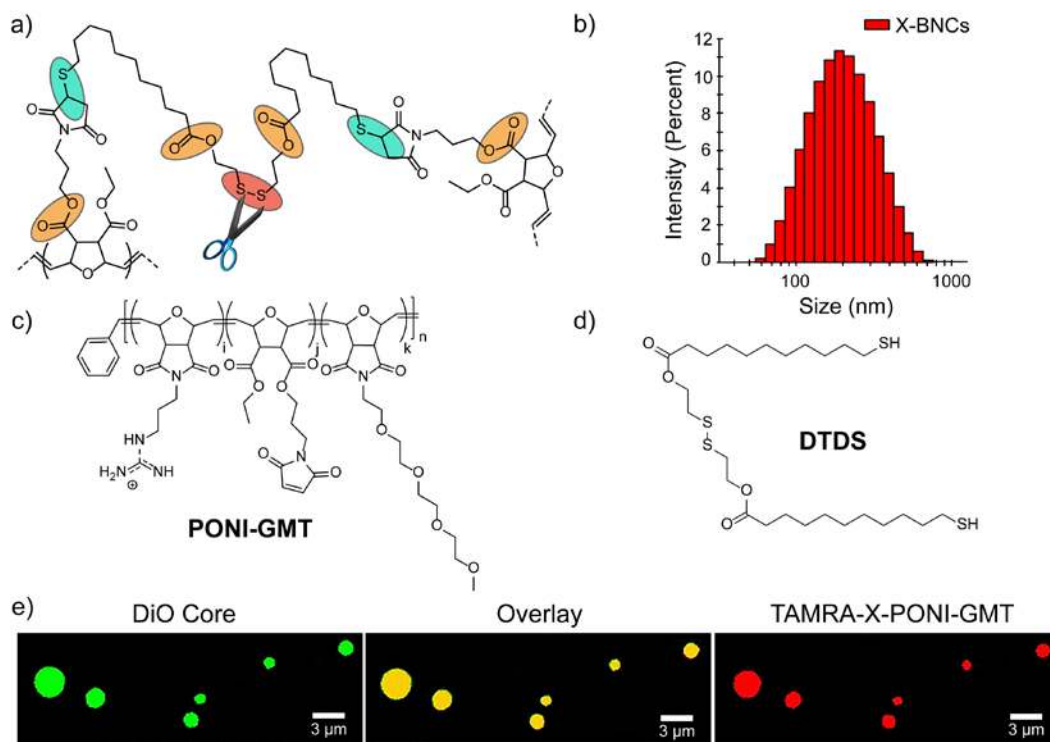 a)
S
O
N
O
O
O
O
O
O
O
S
S
O
O
S
O
N
O
O
O
O
O
O
b)
X-BNCs
Intensity (Percent)
12
10
8
6
4
2
0
100
1000
Size (nm)
c)
i
j
k
n
O
O
O
O
N
O
O
O
O
O
N
O
HN
H₂N
NH
⊕
O
N
O
O
O
O
O
PONI-GMT
d)
O
O
SH
S
S
DTDS
O
O
SH
e)
DiO Core
Overlay
TAMRA-X-PONI-GMT
3 µm
3 µm
3 µm